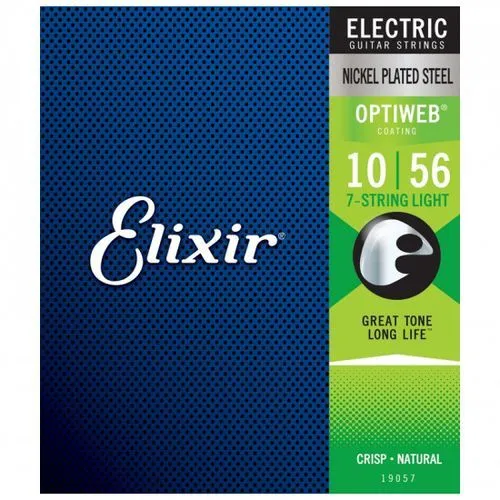 ELECTRIC
GUITAR STRINGS
NICKEL PLATED STEEL
OPTIWEB®
COATING
10|56
7-STRING LIGHT
Elixir®
GREAT TONE
LONG LIFE™
CRISP • NATURAL
19057